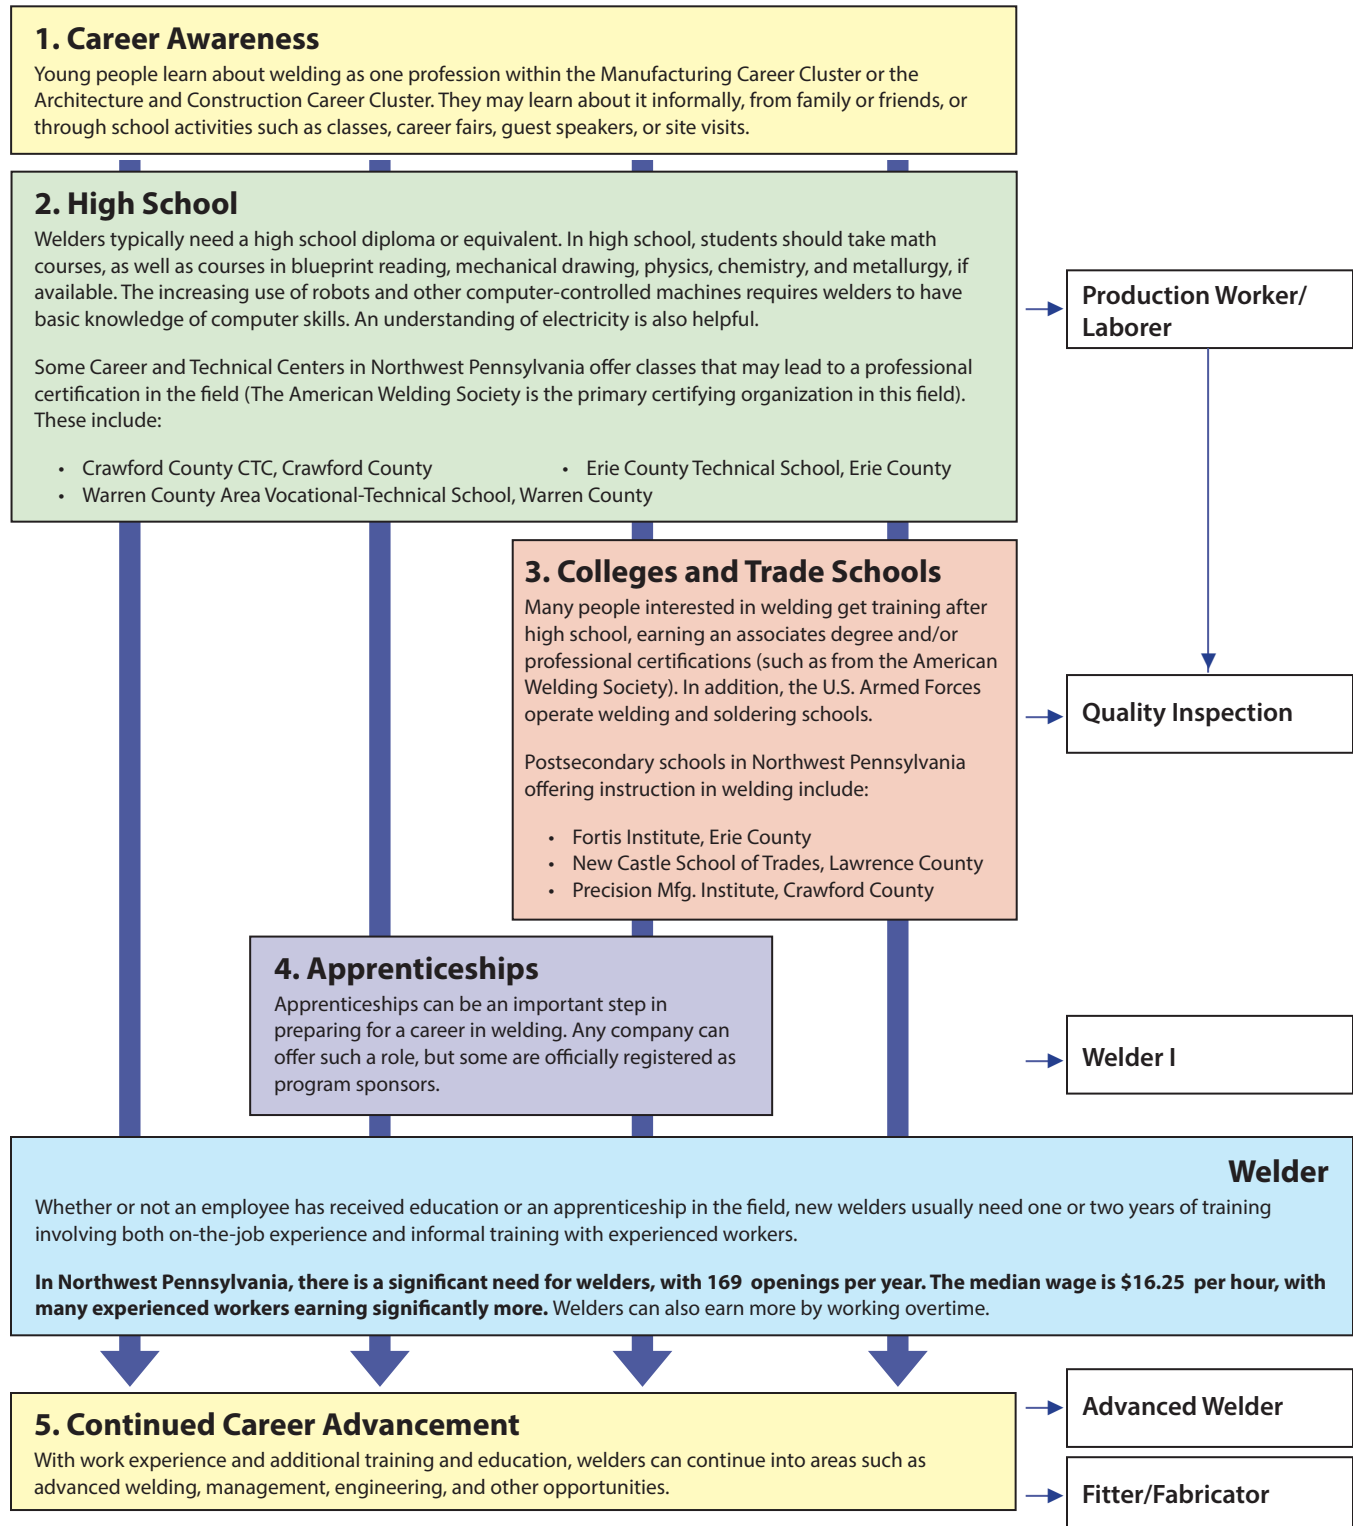 1. Career Awareness
Young people learn about welding as one profession within the Manufacturing Career Cluster or the
Architecture and Construction Career Cluster. They may learn about it informally, from family or friends, or
through school activities such as classes, career fairs, guest speakers, or site visits.
2. High School
Welders typically need a high school diploma or equivalent. In high school, students should take math
courses, as well as courses in blueprint reading, mechanical drawing, physics, chemistry, and metallurgy, if
available. The increasing use of robots and other computer-controlled machines requires welders to have
basic knowledge of computer skills. An understanding of electricity is also helpful.
Some Career and Technical Centers in Northwest Pennsylvania offer classes that may lead to a professional
certification in the field (The American Welding Society is the primary certifying organization in this field).
These include:
• Crawford County CTC, Crawford County
• Erie County Technical School, Erie County
• Warren County Area Vocational-Technical School, Warren County
Production Worker/
Laborer
3. Colleges and Trade Schools
Many people interested in welding get training after
high school, earning an associates degree and/or
professional certifications (such as from the American
Welding Society). In addition, the U.S. Armed Forces
operate welding and soldering schools.
Postsecondary schools in Northwest Pennsylvania
offering instruction in welding include:
• Fortis Institute, Erie County
• New Castle School of Trades, Lawrence County
• Precision Mfg. Institute, Crawford County
Quality Inspection
4. Apprenticeships
Apprenticeships can be an important step in
preparing for a career in welding. Any company can
offer such a role, but some are officially registered as
program sponsors.
Welder I
Welder
Whether or not an employee has received education or an apprenticeship in the field, new welders usually need one or two years of training
involving both on-the-job experience and informal training with experienced workers.
In Northwest Pennsylvania, there is a significant need for welders, with 169 openings per year. The median wage is $16.25 per hour, with
many experienced workers earning significantly more. Welders can also earn more by working overtime.
5. Continued Career Advancement
With work experience and additional training and education, welders can continue into areas such as
advanced welding, management, engineering, and other opportunities.
Advanced Welder
Fitter/Fabricator